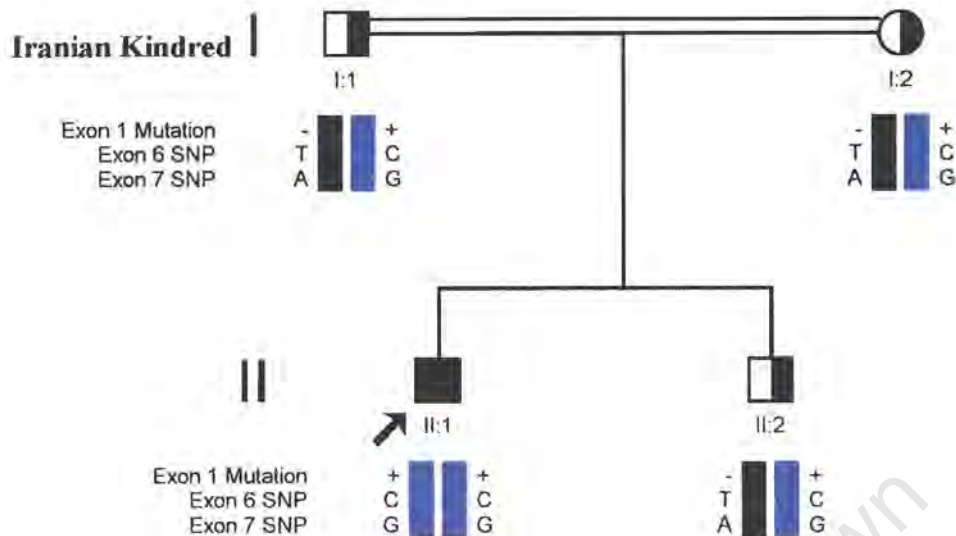 Iranian Kindred I
I:1 I:2
Exon 1 Mutation - + - +
Exon 6 SNP T C T C
Exon 7 SNP A G A G
II
II:1 II:2
Exon 1 Mutation + + - +
Exon 6 SNP C C T C
Exon 7 SNP G G A G